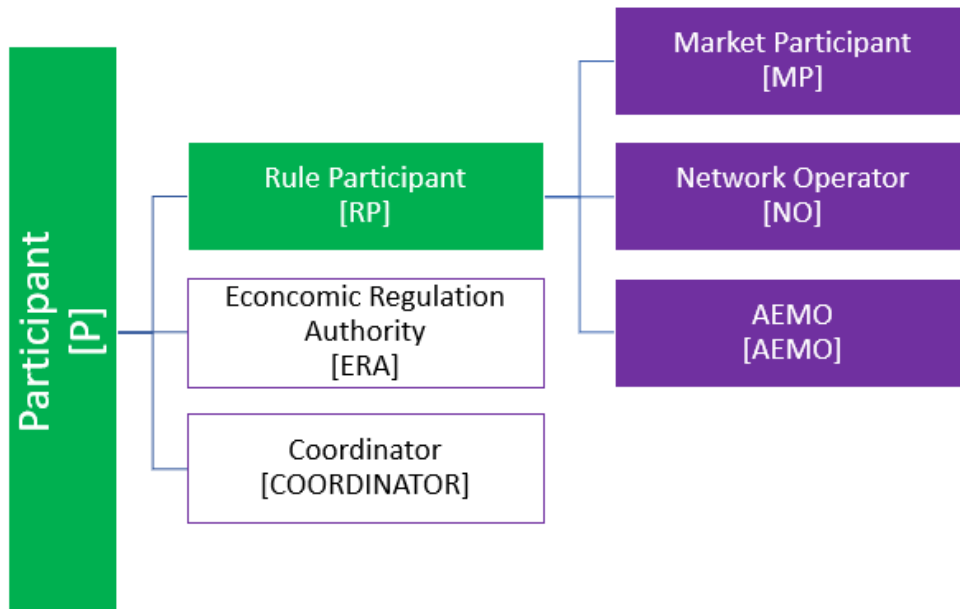 Participant
[P]
Rule Participant
[RP]
Econcomic Regulation
Authority
[ERA]
Coordinator
[COORDINATOR]
Market Participant
[MP]
Network Operator
[NO]
AEMO
[AEMO]